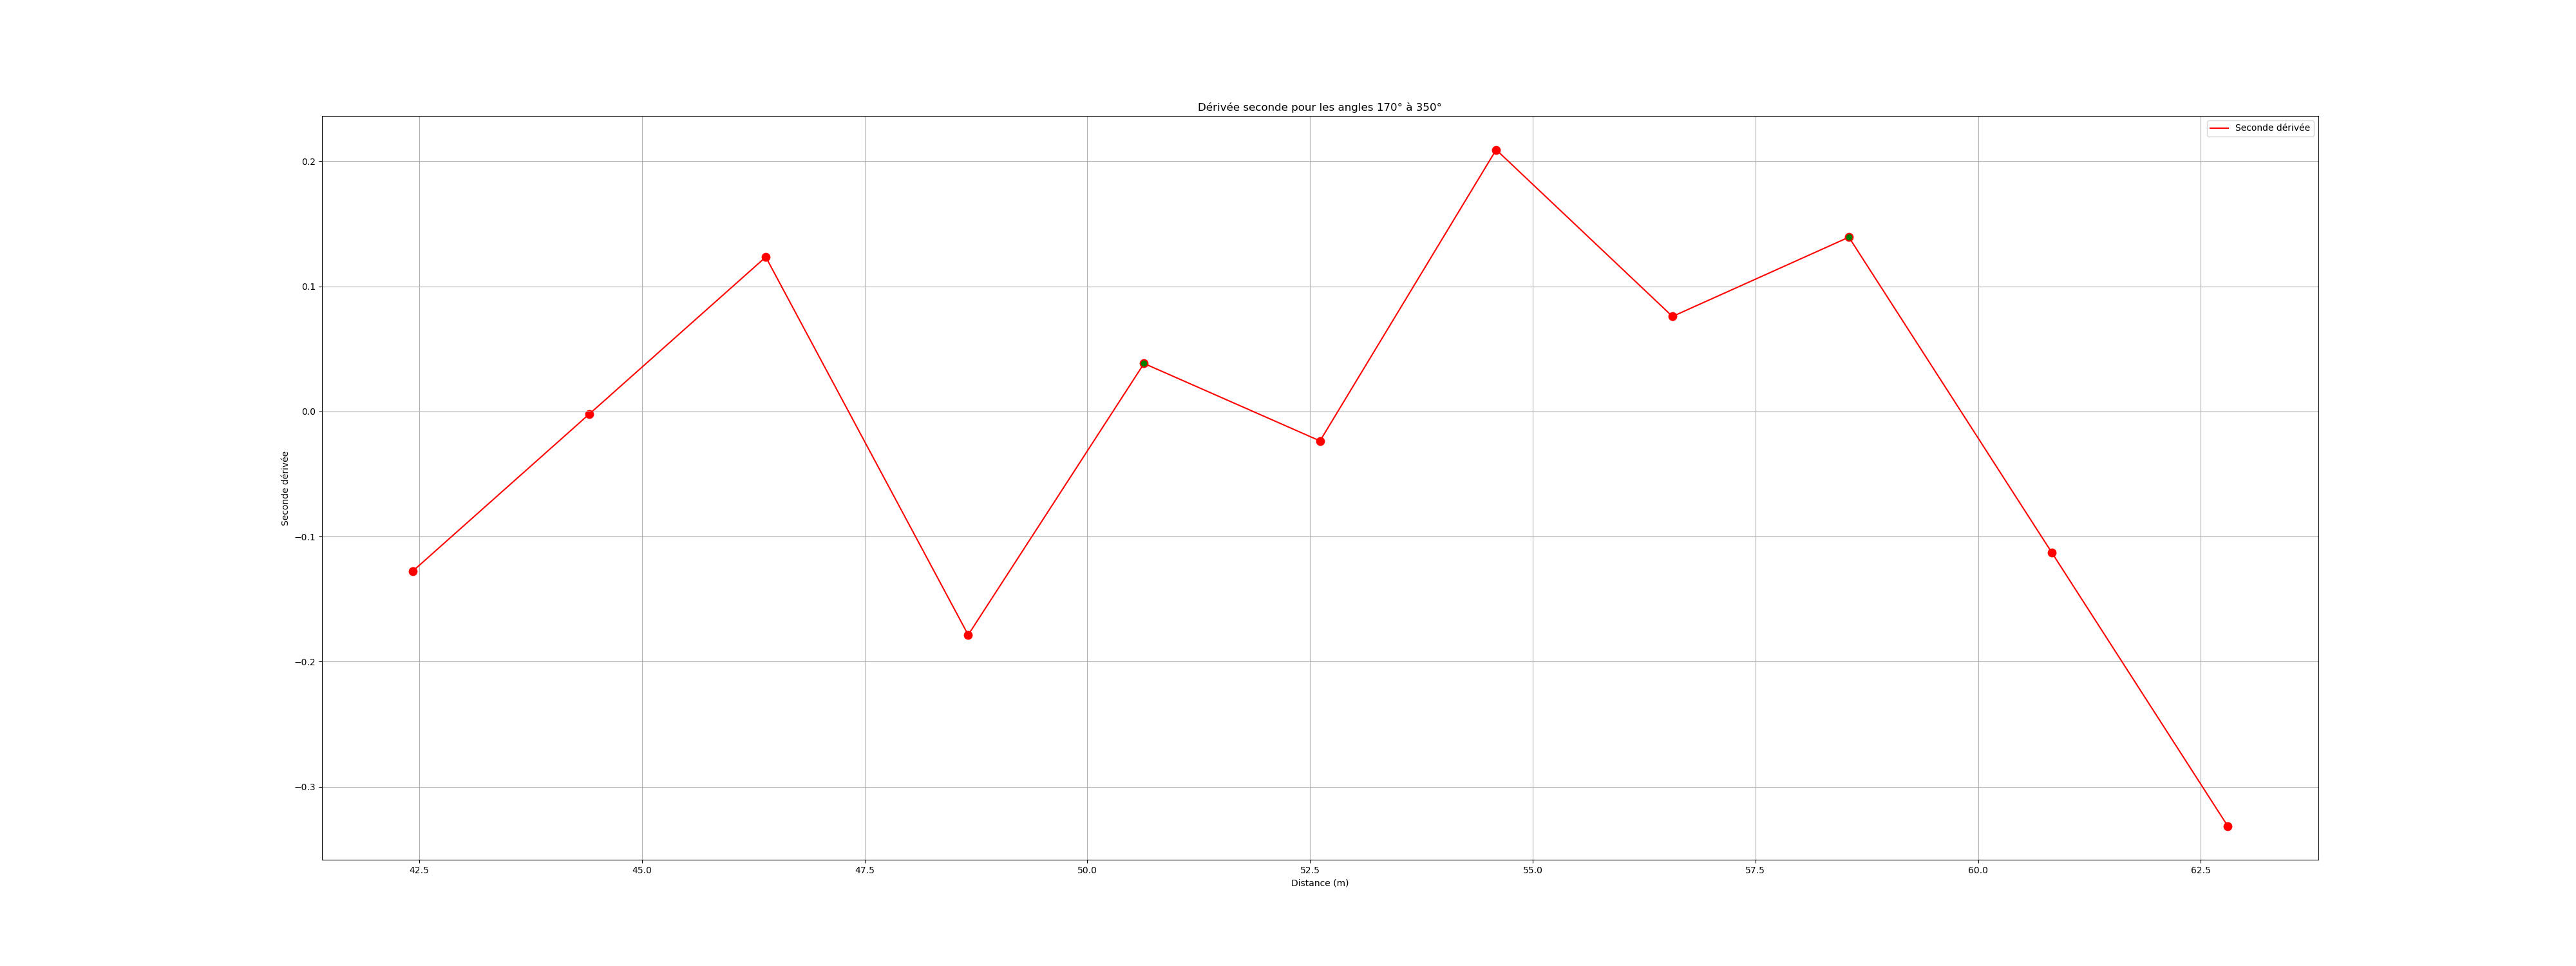 Dérivée seconde pour les angles 170° à 350°
Seconde dérivée
0.2
0.1
0.0
−0.1
−0.2
−0.3
Seconde dérivée
42.5 45.0 47.5 50.0 52.5 55.0 57.5 60.0 62.5
Distance (m)